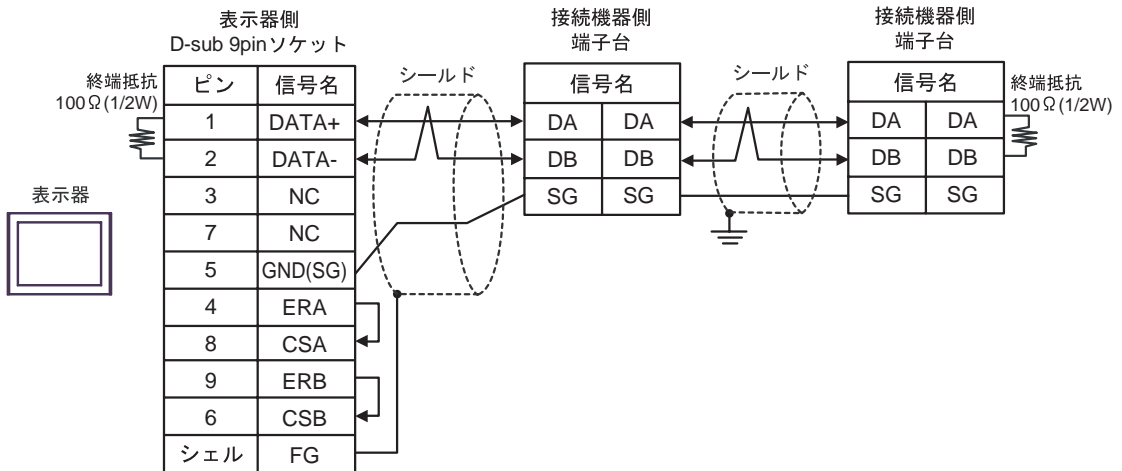 表示器側
D-sub 9pinソケット
接続機器側
端子台
接続機器側
端子台
終端抵抗
100Ω(1/2W)
ピン 信号名
1 DATA+
2 DATA-
3 NC
7 NC
5 GND(SG)
4 ERA
8 CSA
9 ERB
6 CSB
シェル FG
表示器
シールド
信号名
DA DA
DB DB
SG SG
シールド
信号名
DA DA
DB DB
SG SG
終端抵抗
100Ω(1/2W)